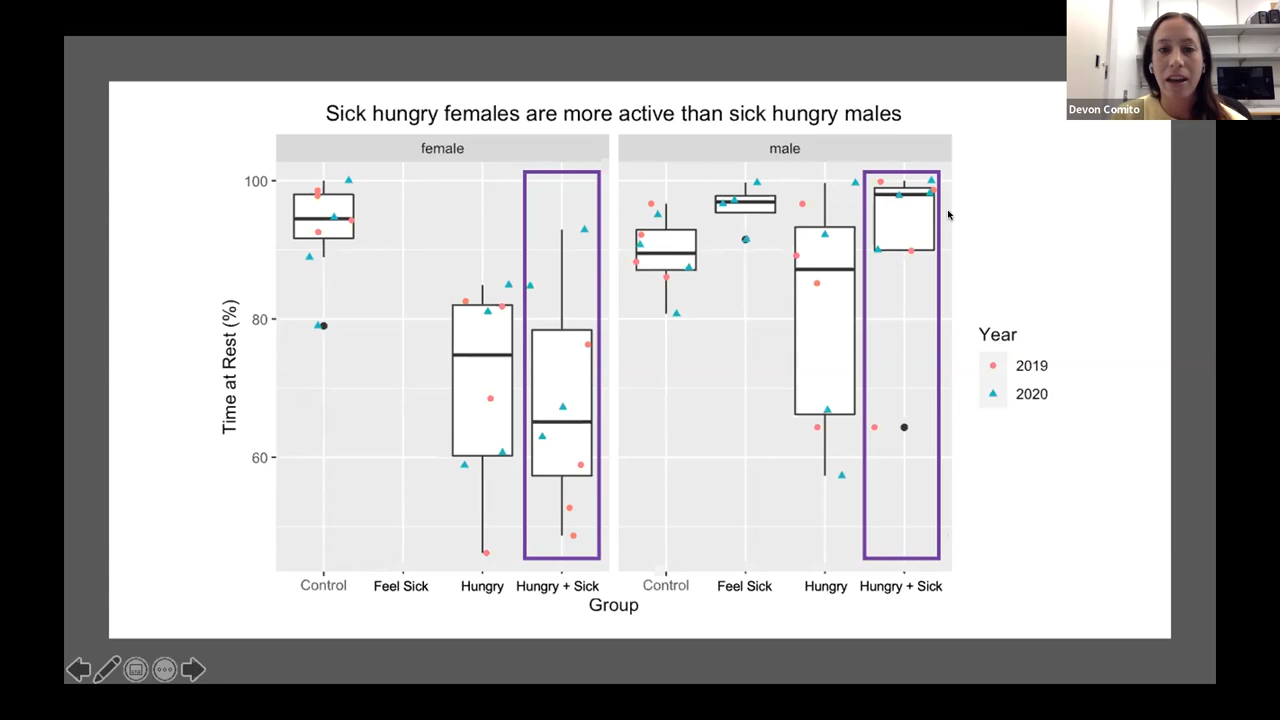 Devon Comito
Sick hungry females are more active than sick hungry males
female
male
100
80
60
Time at Rest (%)
Control
Feel Sick
Hungry
Hungry + Sick
Control
Feel Sick
Hungry
Hungry + Sick
Group
Year
2019
2020